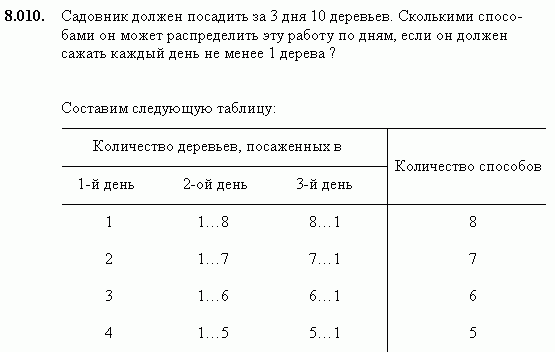 8.010. Садовник должен посадить за 3 дня 10 деревьев. Сколькими спосо-
бами он может распределить эту работу по дням, если он должен
сажать каждый день не менее 1 дерева ?
Составим следующую таблицу:
Количество деревьев, посаженных в Количество способов
1-й день 2-ой день 3-й день
1 1…8 8…1 8
2 1…7 7…1 7
3 1…6 6…1 6
4 1…5 5…1 5